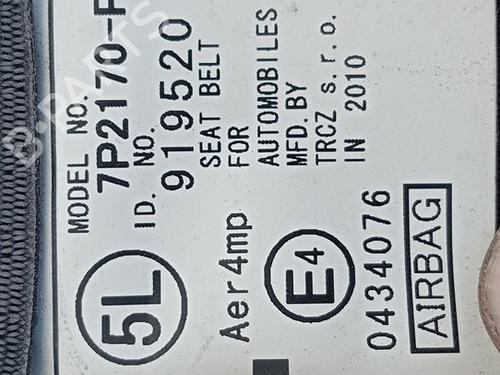 MODEL NO.
7P2170-F
ID. NO.
919520
SEAT BELT
FOR
AUTOMOBILES
MFD. BY
TRCZ s.r.o.
IN 2010
5L
Aer4mp
E4
0434076
AIRBAG
B-PARTS